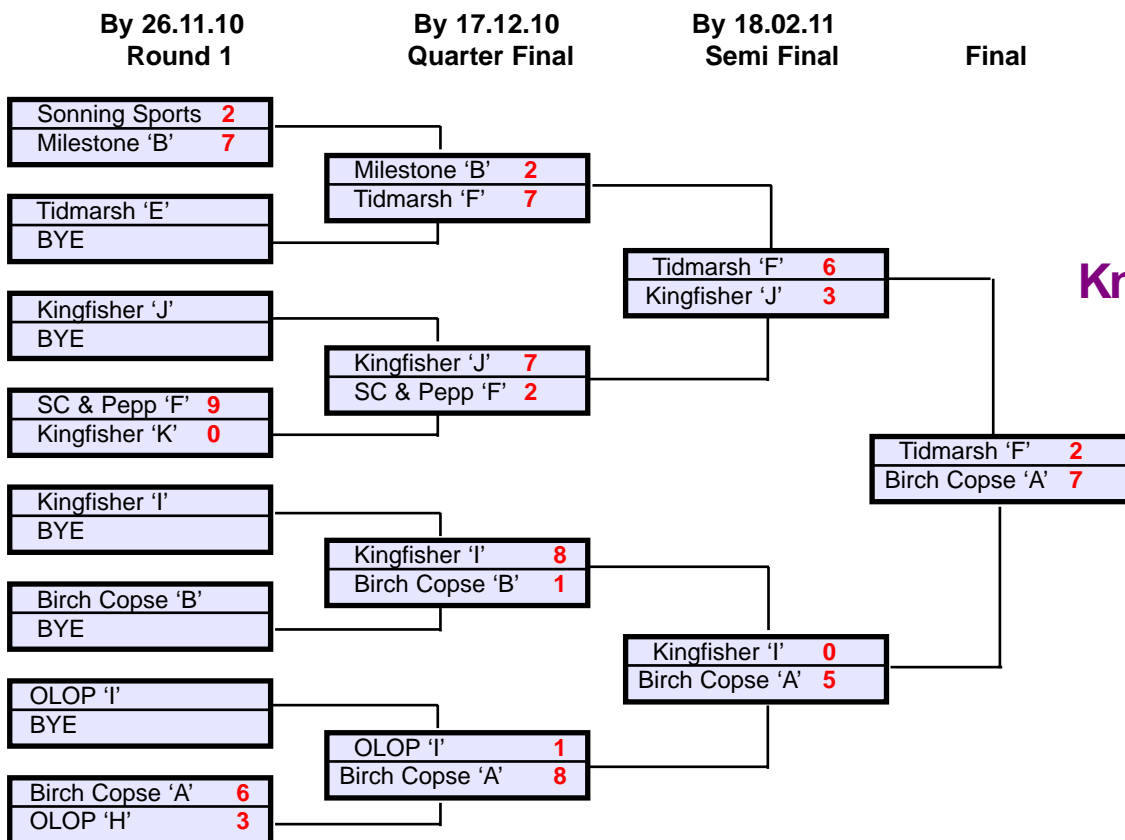 By 26.11.10
Round 1
By 17.12.10
Quarter Final
By 18.02.11
Semi Final
Final
Sonning Sports 2
Milestone ‘B’ 7
Tidmarsh ‘E’
BYE
Kingfisher ‘J’
BYE
SC & Pepp ‘F’ 9
Kingfisher ‘K’ 0
Kingfisher ‘I’
BYE
Birch Copse ‘B’
BYE
OLOP ‘I’
BYE
Birch Copse ‘A’ 6
OLOP ‘H’ 3
Milestone ‘B’ 2
Tidmarsh ‘F’ 7
Kingfisher ‘J’ 7
SC & Pepp ‘F’ 2
Kingfisher ‘I’ 8
Birch Copse ‘B’ 1
OLOP ‘I’ 1
Birch Copse ‘A’ 8
Tidmarsh ‘F’ 6
Kingfisher ‘J’ 3
Kingfisher ‘I’ 0
Birch Copse ‘A’ 5
Tidmarsh ‘F’ 2
Birch Copse ‘A’ 7